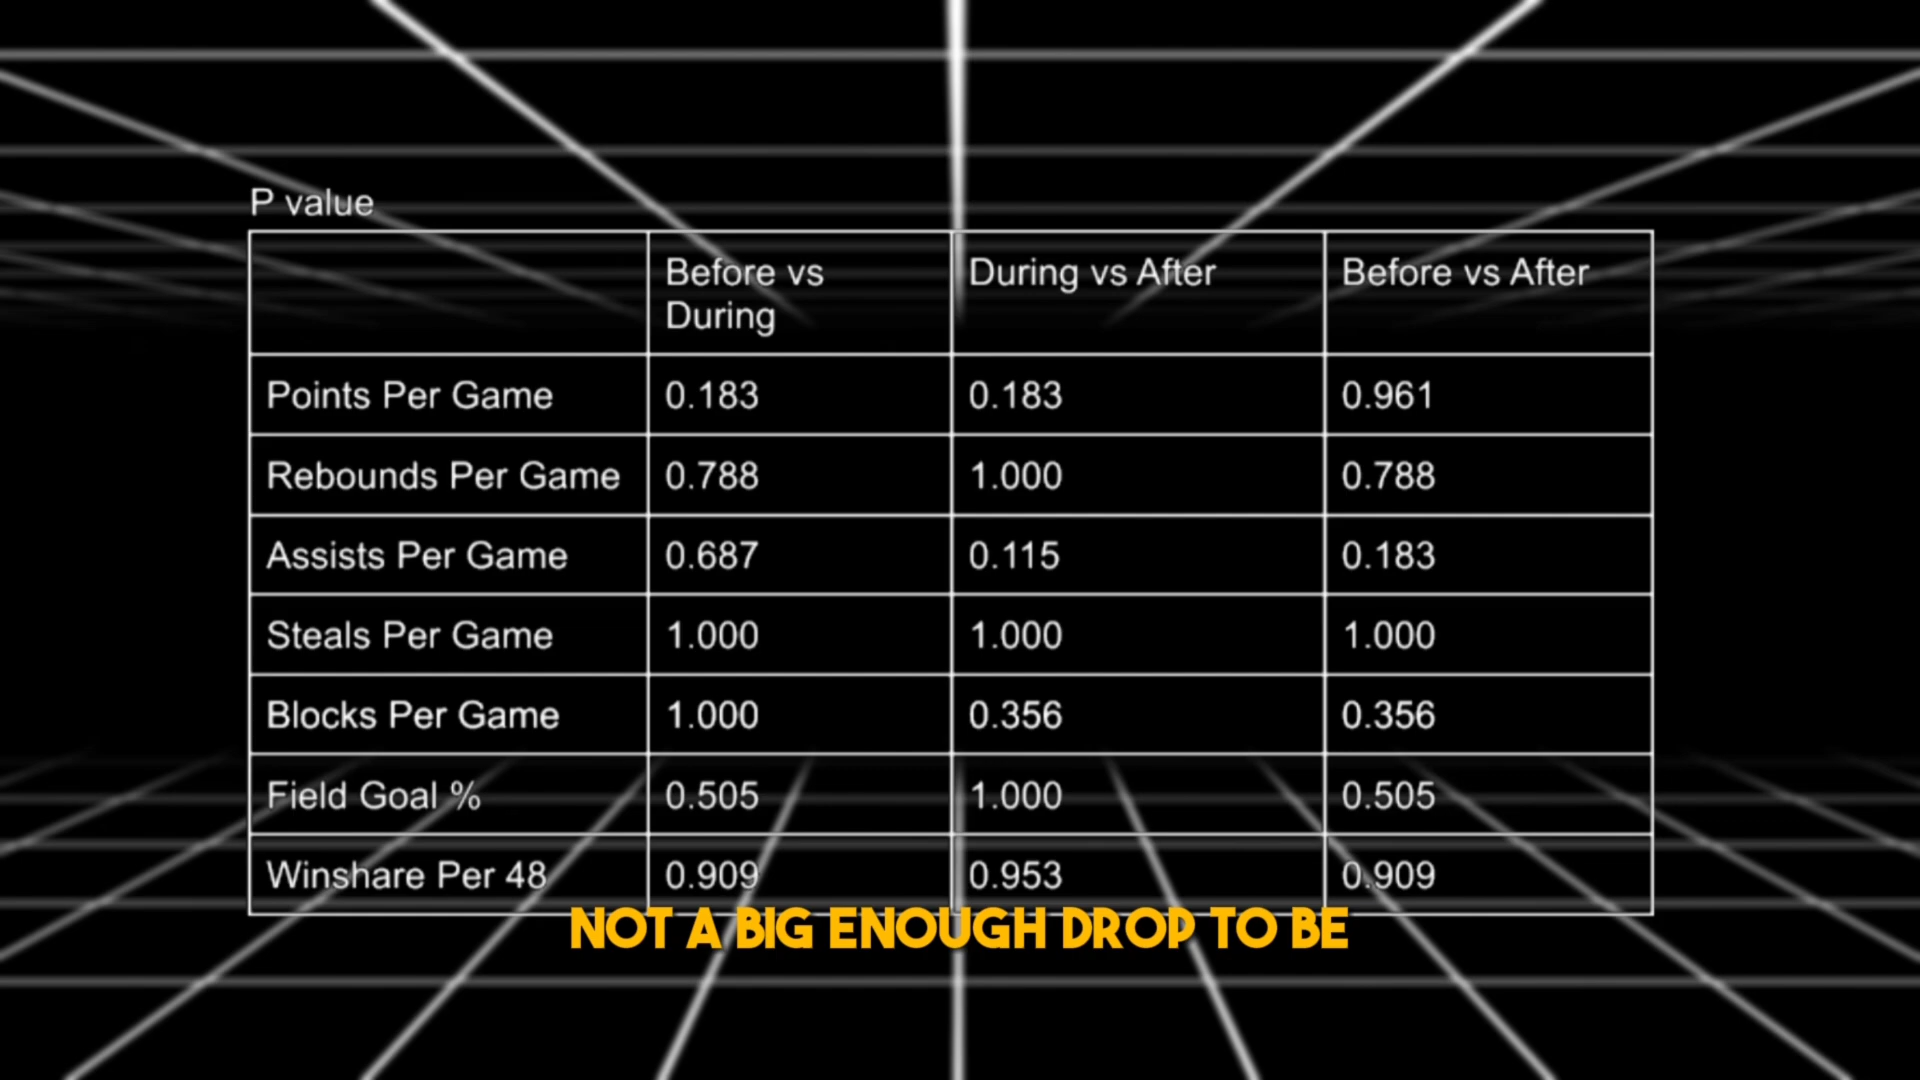 P value
Before vs During During vs After Before vs After
Points Per Game 0.183 0.183 0.961
Rebounds Per Game 0.788 1.000 0.788
Assists Per Game 0.687 0.115 0.183
Steals Per Game 1.000 1.000 1.000
Blocks Per Game 1.000 0.356 0.356
Field Goal % 0.505 1.000 0.505
Winshare Per 48 0.909 0.953 0.909
NOT A BIG ENOUGH DROP TO BE